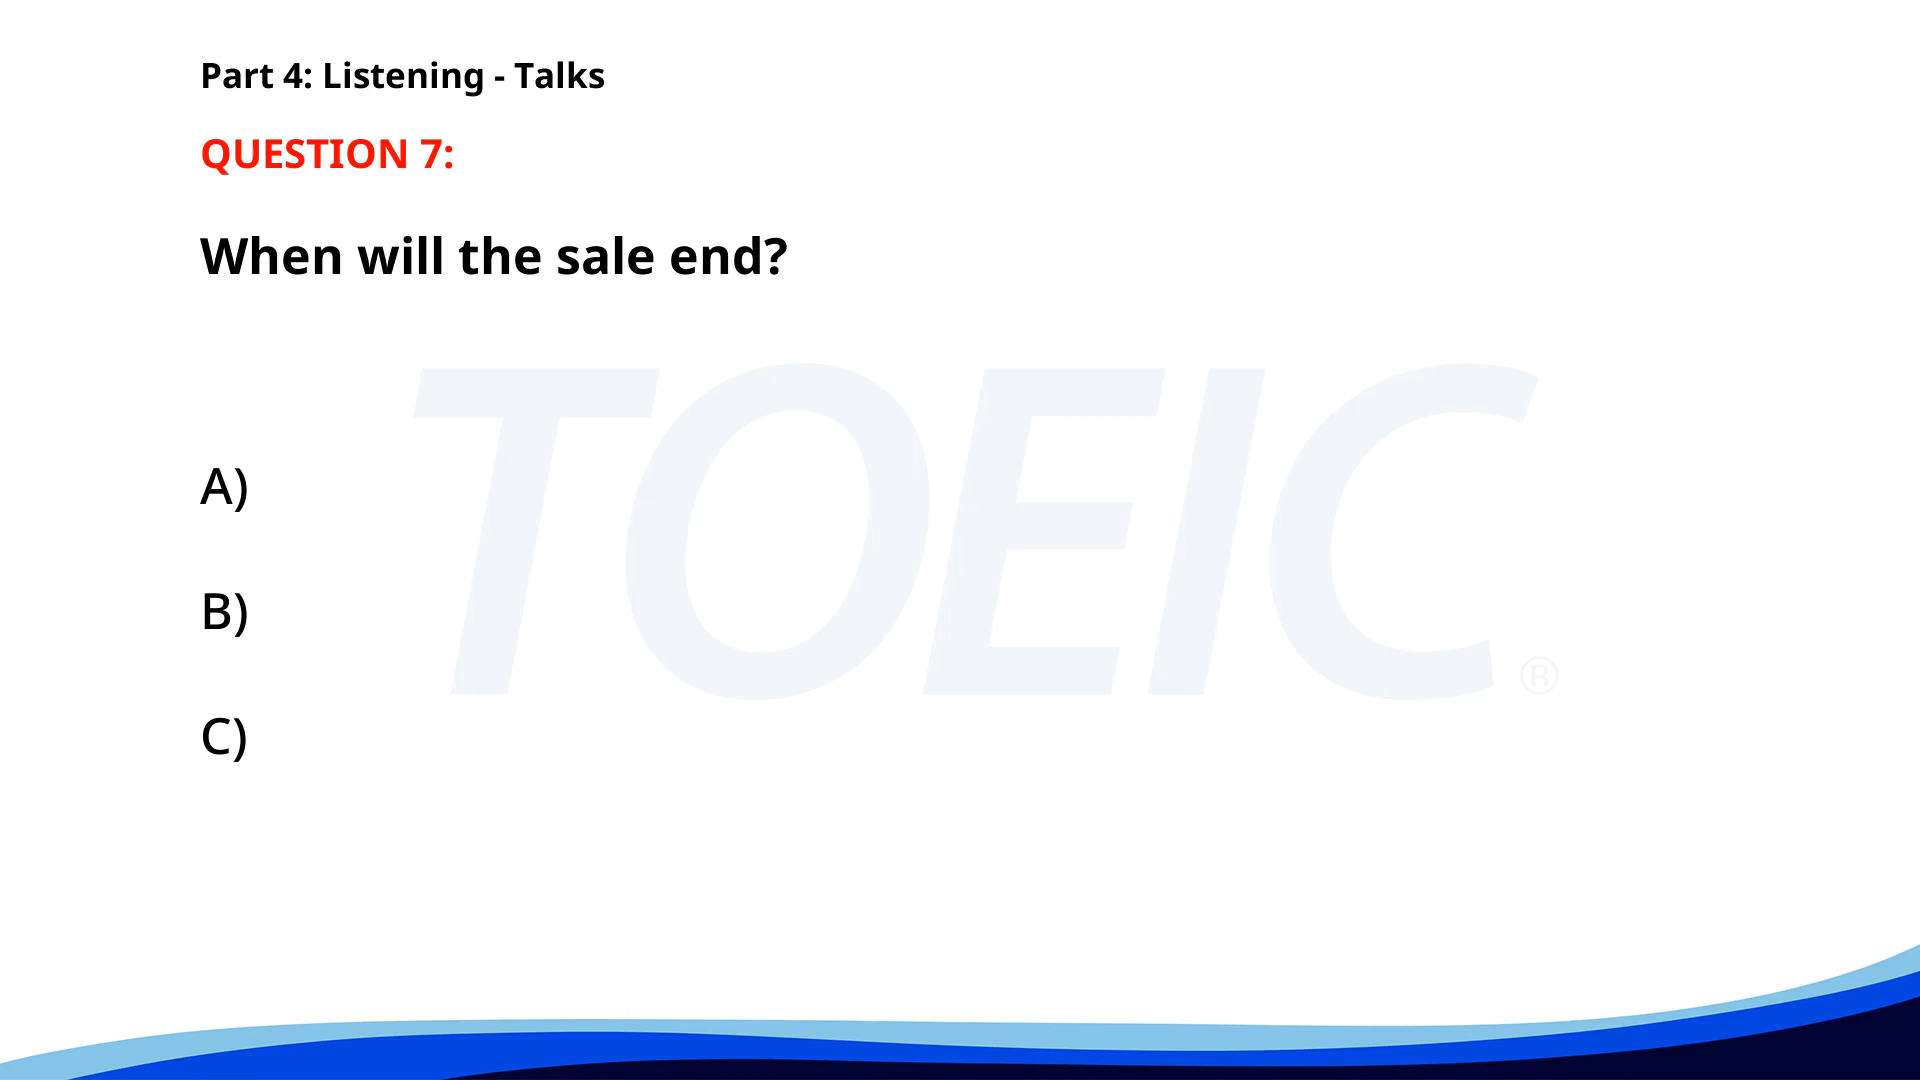 Part 4: Listening - Talks
QUESTION 7:
When will the sale end?
TOEIC®
A)
B)
C)